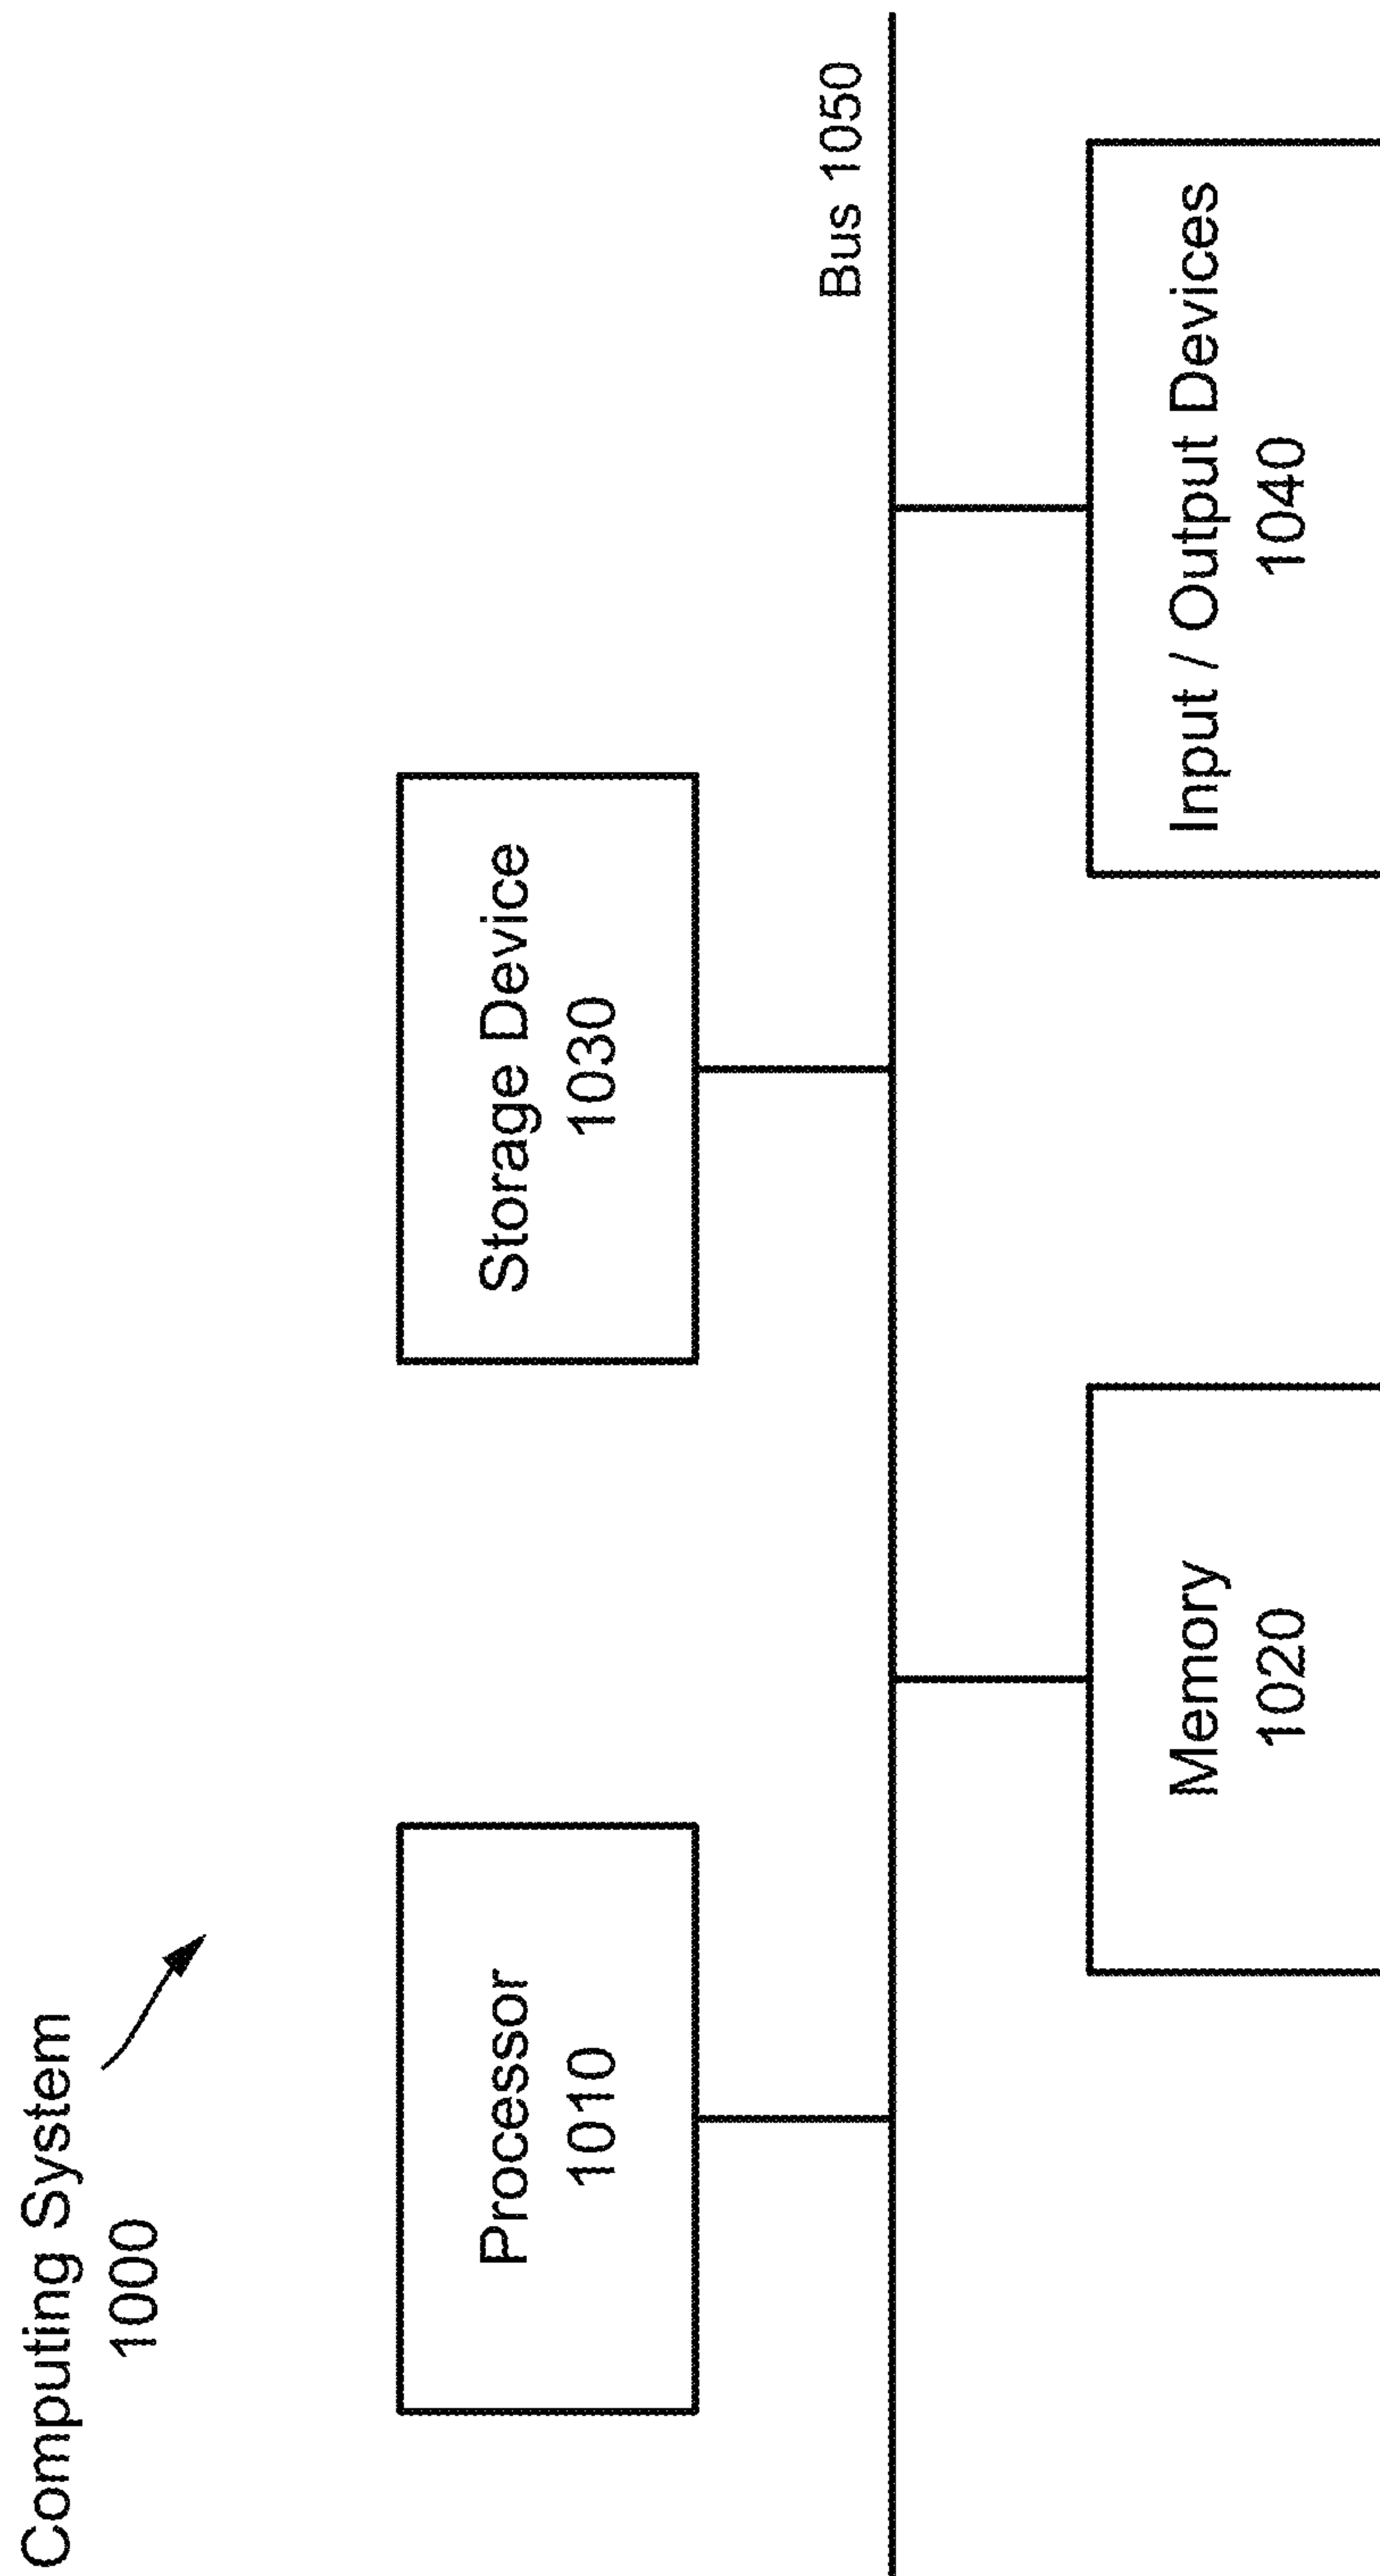 Computing System
1000
Processor
1010
Storage Device
1030
Bus 1050
Memory
1020
Input / Output Devices
1040